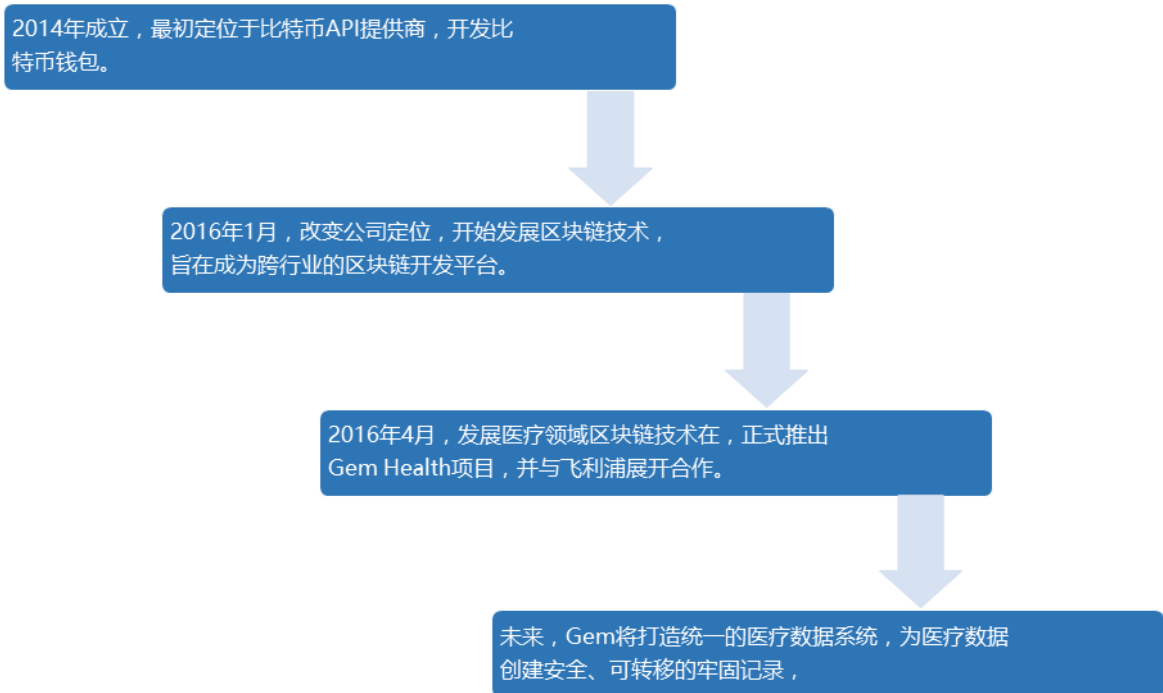 2014年成立，最初定位于比特币API提供商，开发比
特币钱包。
2016年1月，改变公司定位，开始发展区块链技术，
旨在成为跨行业的区块链开发平台。
2016年4月，发展医疗领域区块链技术在，正式推出
Gem Health项目，并与飞利浦展开合作。
未来，Gem将打造统一的医疗数据系统，为医疗数据
创建安全、可转移的牢固记录，